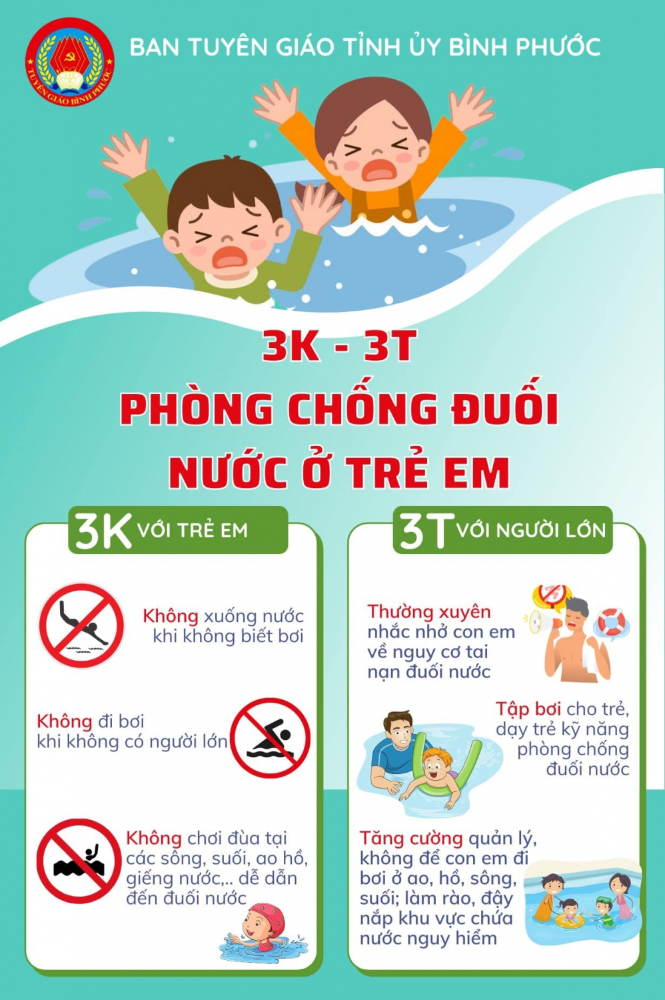 BAN TUYÊN GIÁO TỈNH ỦY BÌNH PHƯỚC
TUYÊN GIÁO BÌNH PHƯỚC
3K - 3T
PHÒNG CHỐNG ĐUỐI
NƯỚC Ở TRẺ EM
3K VỚI TRẺ EM
Không xuống nước
khi không biết bơi
Không đi bơi
khi không có người lớn
Không chơi đùa tại
các sông, suối, ao hồ,
giếng nước,.. dễ dẫn
đến đuối nước
3T VỚI NGƯỜI LỚN
Thường xuyên
nhắc nhở con em
về nguy cơ tai
nạn đuối nước
Tập bơi cho trẻ,
dạy trẻ kỹ năng
phòng chống
đuối nước
Tăng cường quản lý,
không để con em đi
bơi ở ao, hồ, sông,
suối; làm rào, đậy
nắp khu vực chứa
nước nguy hiểm